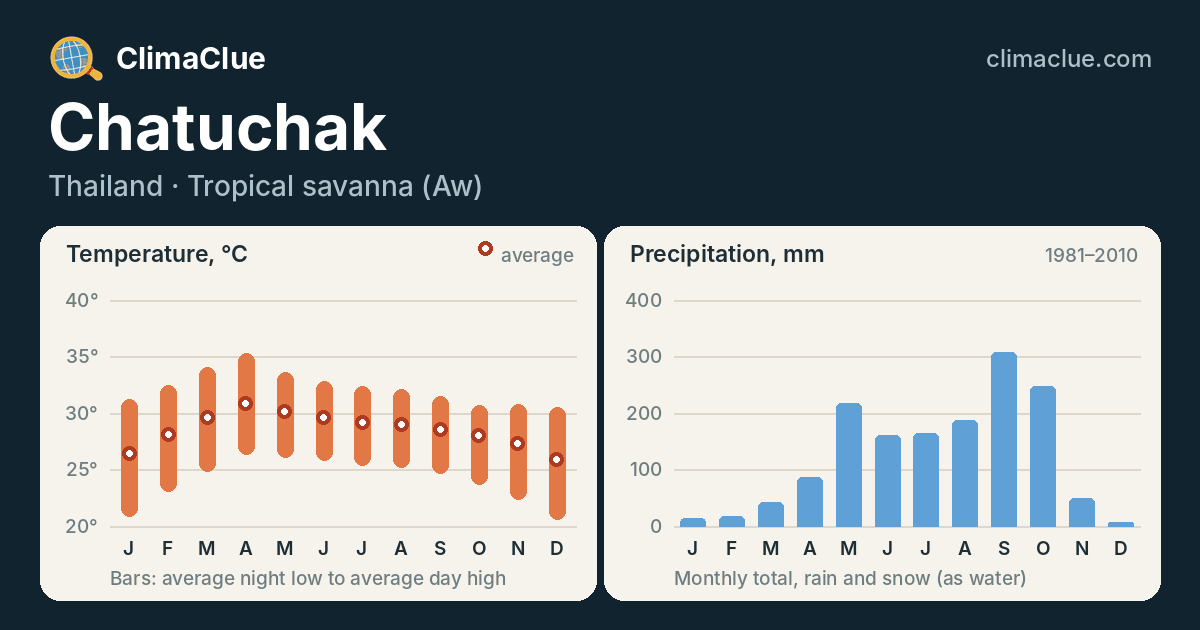 ClimaClue
climaclue.com
Chatuchak
Thailand · Tropical savanna (Aw)
Temperature, °C
average
40°
35°
30°
25°
20°
J F M A M J J A S O N D
Bars: average night low to average day high
Precipitation, mm
1981–2010
400
300
200
100
0
J F M A M J J A S O N D
Monthly total, rain and snow (as water)